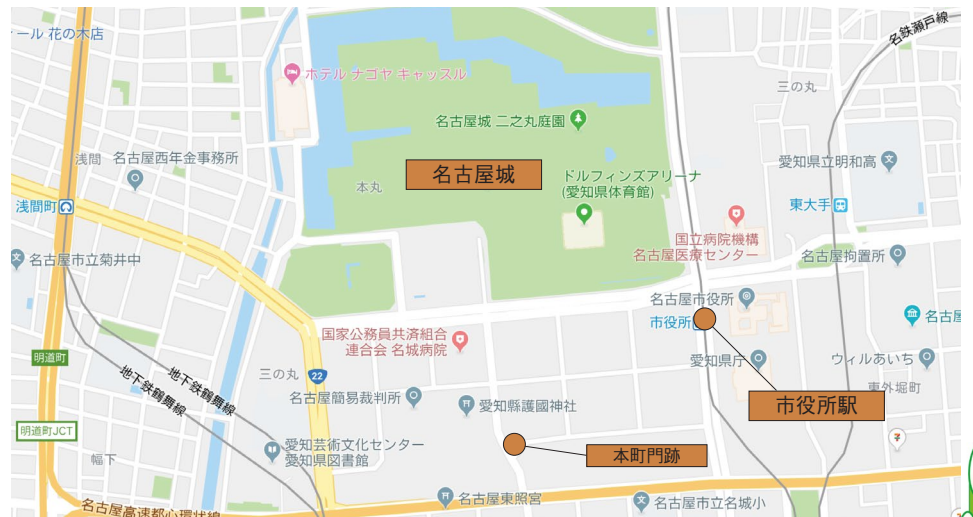 ール 花の木店
名鉄瀬戸線
ホテル ナゴヤ キャッスル
三の丸
名古屋城 二之丸庭園
浅間
名古屋西年金事務所
名古屋城
ドルフィンズアリーナ
(愛知県体育館)
愛知県立明和高
本丸
浅間町
東大手
国立病院機構
名古屋医療センター
名古屋市立菊井中
名古屋拘置所
名古屋市役所
市役所
名古屋
国家公務員共済組合
連合会 名城病院
明道町
地下鉄鶴舞線
地下鉄鶴舞線
三の丸
22
愛知県庁
ウィルあいち
東外堀町
名古屋簡易裁判所
愛知縣護國神社
市役所駅
明道町JCT
愛知芸術文化センター
愛知県図書館
本町門跡
幅下
名古屋東照宮
名古屋市立名城小
名古屋高速都心環状線